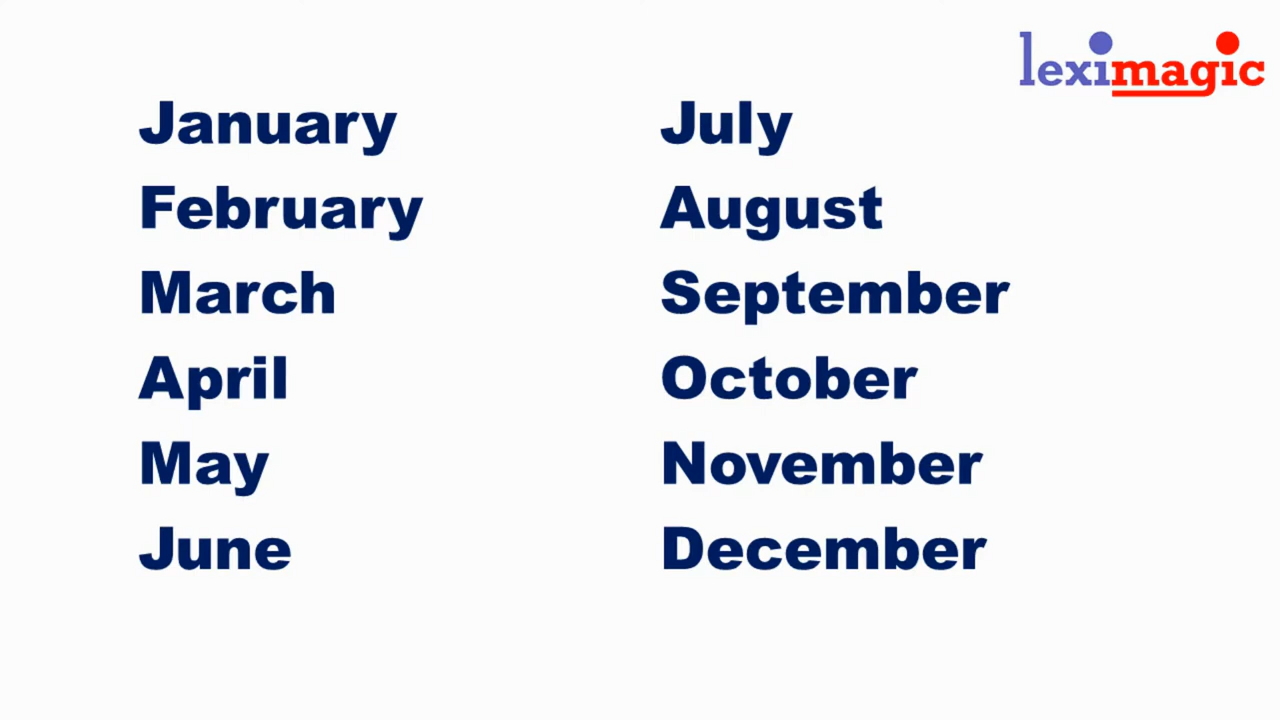 leximagic
January
February
March
April
May
June
July
August
September
October
November
December